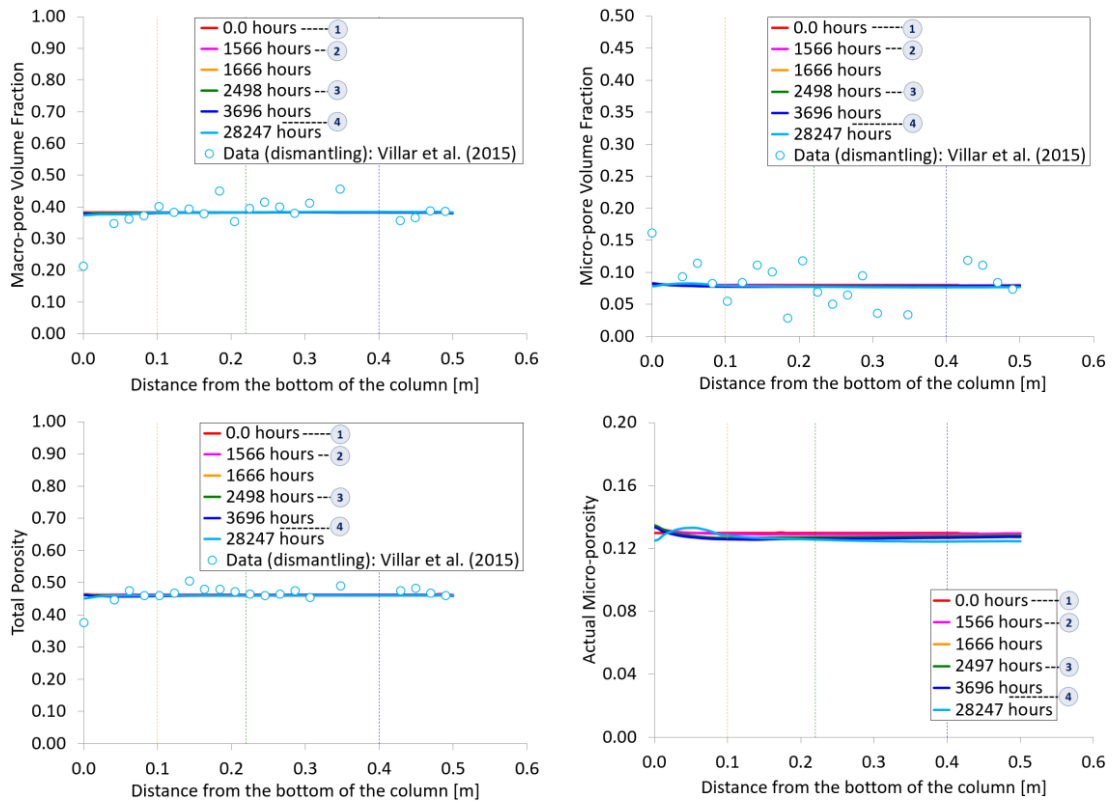 Macro-pore Volume Fraction
1.00
0.90
0.80
0.70
0.60
0.50
0.40
0.30
0.20
0.10
0.00
0.0 hours 1
1566 hours 2
1666 hours
2498 hours 3
3696 hours
4
28247 hours
Data (dismantling): Villar et al. (2015)
0.0 0.1 0.2 0.3 0.4 0.5 0.6
Distance from the bottom of the column [m]
Micro-pore Volume Fraction
0.50
0.45
0.40
0.35
0.30
0.25
0.20
0.15
0.10
0.05
0.00
0.0 hours 1
1566 hours 2
1666 hours
2498 hours 3
3696 hours
4
28247 hours
Data (dismantling): Villar et al. (2015)
0.0 0.1 0.2 0.3 0.4 0.5 0.6
Distance from the bottom of the column [m]
Total Porosity
1.00
0.90
0.80
0.70
0.60
0.50
0.40
0.30
0.20
0.10
0.00
0.0 hours 1
1566 hours 2
1666 hours
2498 hours 3
3696 hours
4
28247 hours
Data (dismantling): Villar et al. (2015)
0.0 0.1 0.2 0.3 0.4 0.5 0.6
Distance from the bottom of the column [m]
Actual Micro-porosity
0.20
0.16
0.12
0.08
0.04
0.00
0.0 hours 1
1566 hours 2
1666 hours
2497 hours 3
3696 hours
4
28247 hours
0.0 0.1 0.2 0.3 0.4 0.5 0.6
Distance from the bottom of the column [m]